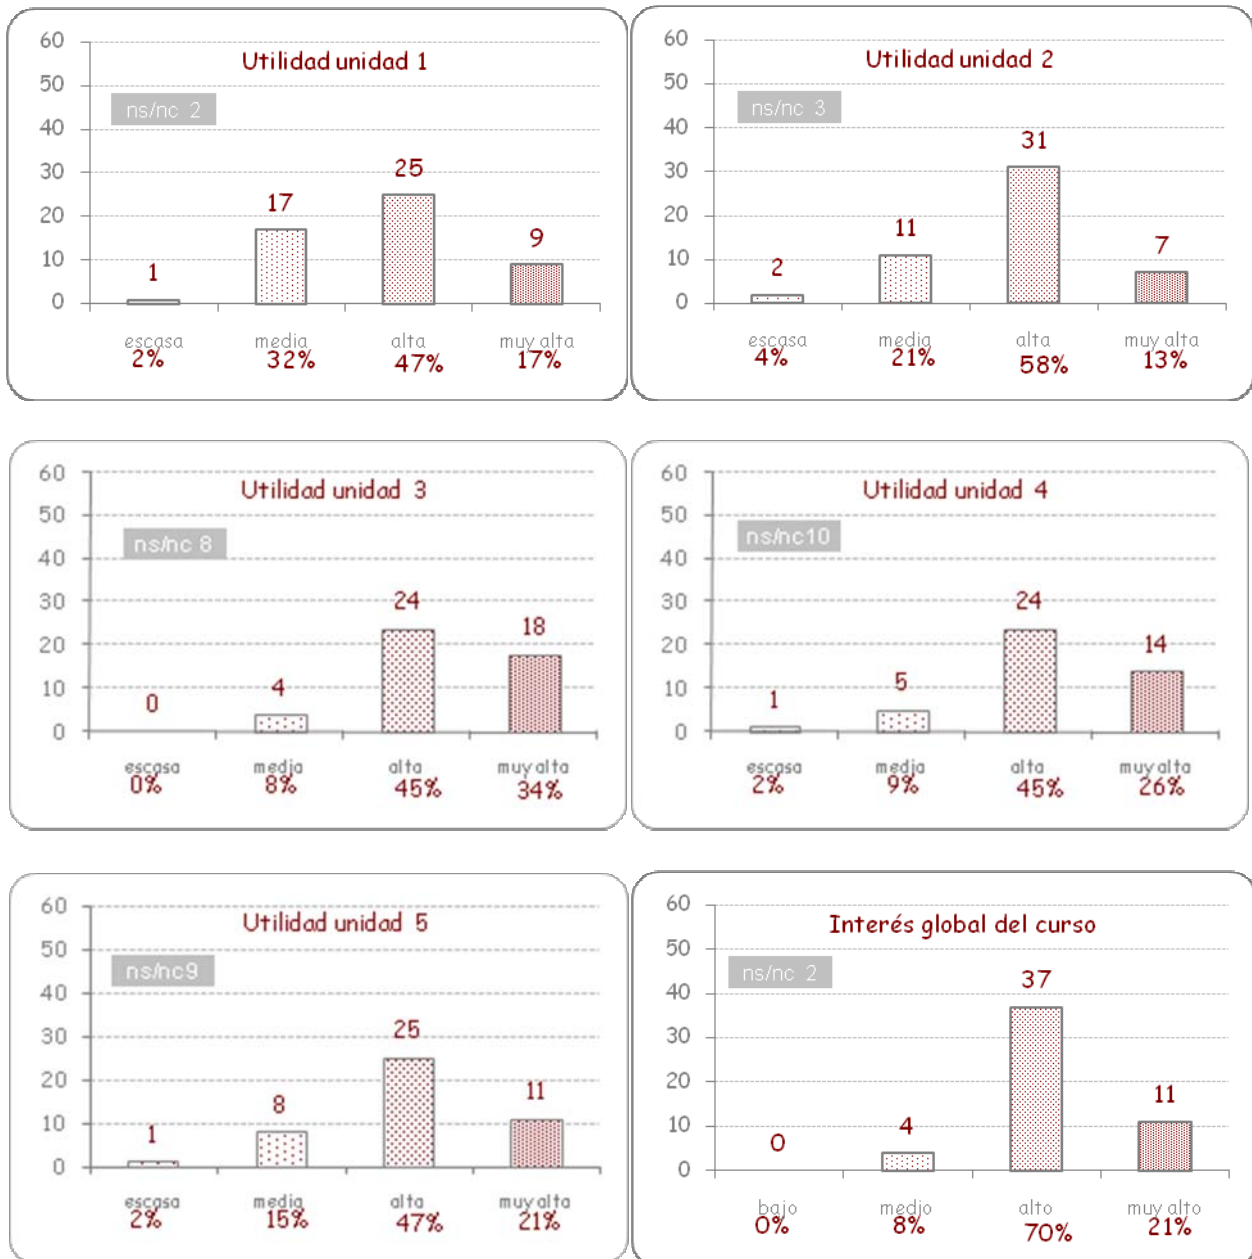 Utilidad unidad 1
60
50
40
30
20
10
0
ns/nc 2
1
17
25
9
escasa media alta muy alta
2% 32% 47% 17%
Utilidad unidad 2
60
50
40
30
20
10
0
ns/nc 3
2
11
31
7
escasa media alta muy alta
4% 21% 58% 13%
Utilidad unidad 3
60
50
40
30
20
10
0
ns/nc 8
0
4
24
18
escasa media alta muy alta
0% 8% 45% 34%
Utilidad unidad 4
60
50
40
30
20
10
0
ns/nc10
1
5
24
14
escasa media alta muy alta
2% 9% 45% 26%
Utilidad unidad 5
60
50
40
30
20
10
0
ns/nc9
1
8
25
11
escasa media alta muy alta
2% 15% 47% 21%
Interés global del curso
60
50
40
30
20
10
0
ns/nc 2
0
4
37
11
bajo medio alto muy alto
0% 8% 70% 21%